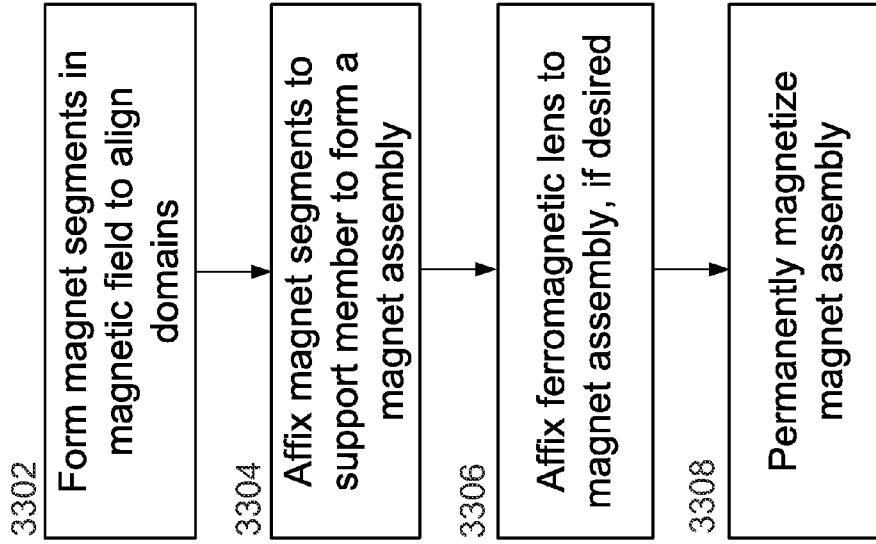 3302
Form magnet segments in
magnetic field to align
domains
3304
Affix magnet segments to
support member to form a
magnet assembly
3306
Affix ferromagnetic lens to
magnet assembly, if desired
3308
Permanently magnetize
magnet assembly